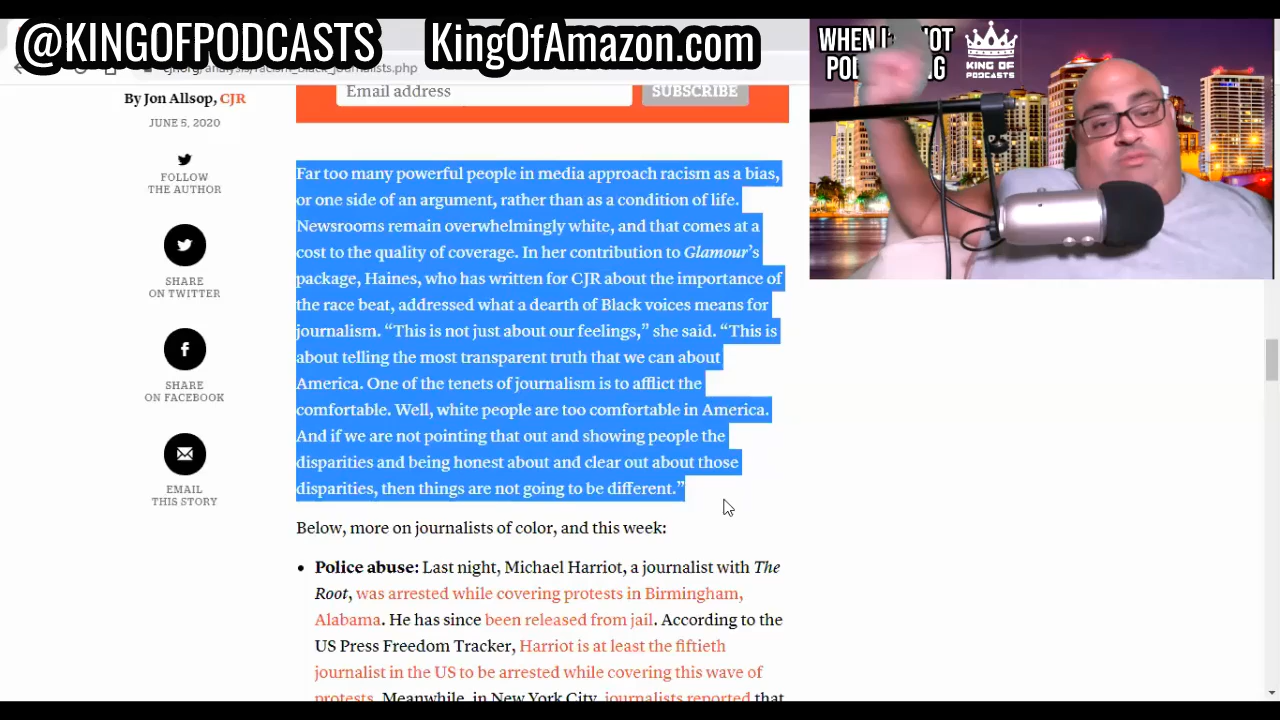 @KINGOFPODCASTS KingOfAmazon.com
WHEN I'M NOT
KING OF
PODCASTS
By Jon Allsop, CJR
JUNE 5, 2020
FOLLOW
THE AUTHOR
SHARE
ON TWITTER
SHARE
ON FACEBOOK
EMAIL
THIS STORY
Email address
SUBSCRIBE
Far too many powerful people in media approach racism as a bias,
or one side of an argument, rather than as a condition of life.
Newsrooms remain overwhelmingly white, and that comes at a
cost to the quality of coverage. In her contribution to Glamour’s
package, Haines, who has written for CJR about the importance of
the race beat, addressed what a dearth of Black voices means for
journalism. “This is not just about our feelings,” she said. “This is
about telling the most transparent truth that we can about
America. One of the tenets of journalism is to afflict the
comfortable. Well, white people are too comfortable in America.
And if we are not pointing that out and showing people the
disparities and being honest about and clear out about those
disparities, then things are not going to be different.”
Below, more on journalists of color, and this week:
• Police abuse: Last night, Michael Harriot, a journalist with The
Root, was arrested while covering protests in Birmingham,
Alabama. He has since been released from jail. According to the
US Press Freedom Tracker, Harriot is at least the fiftieth
journalist in the US to be arrested while covering this wave of
protests. Meanwhile, in New York City, journalists reported that